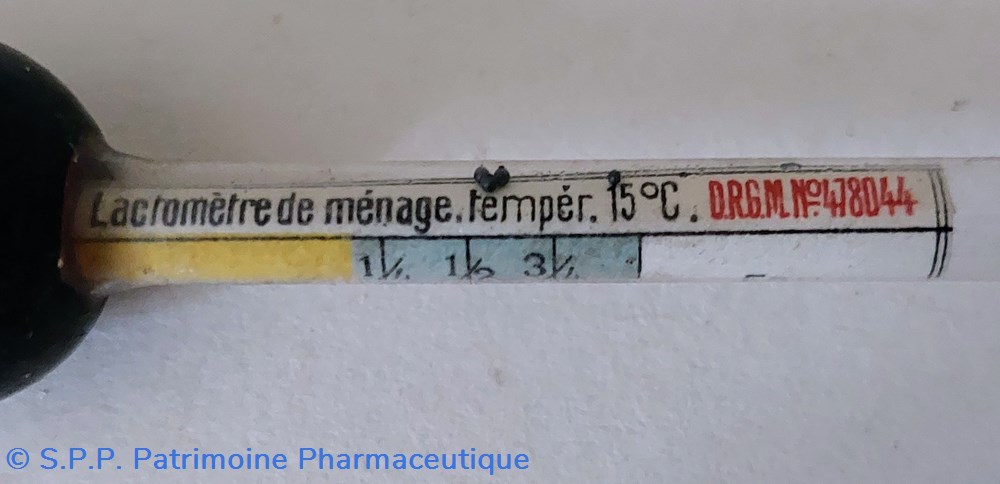 Lactomètre de ménage. Tempér. 15°C. D.R.G.M. Nº 478044
1/4 1/2 3/4
© S.P.P. Patrimoine Pharmaceutique